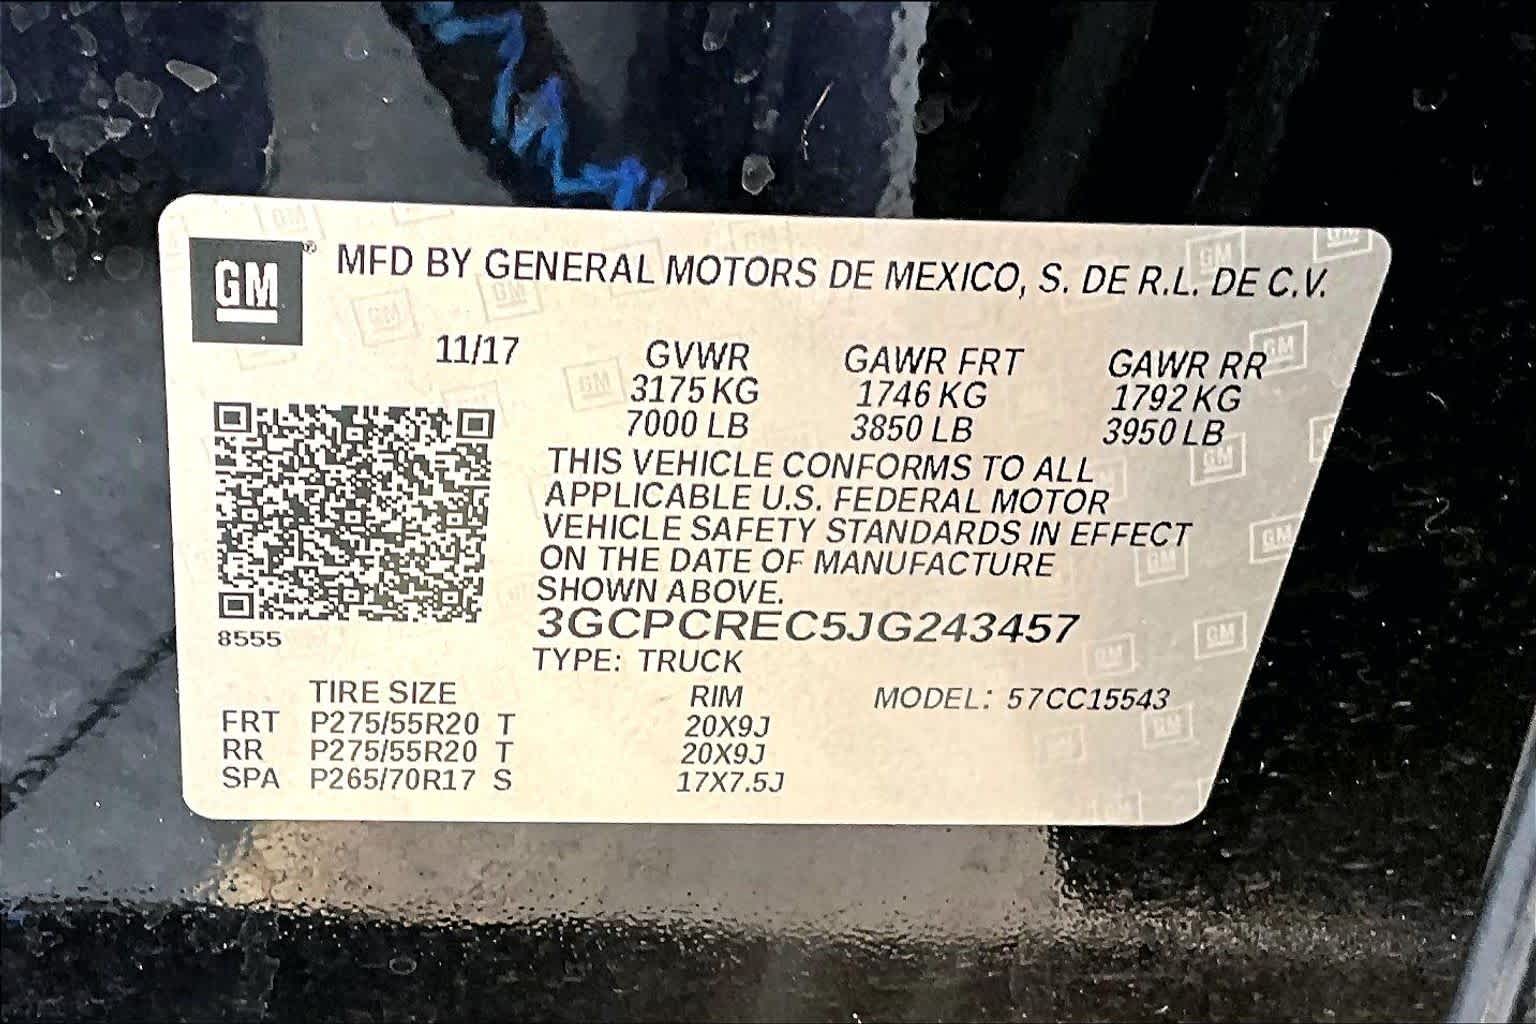 GM® MFD BY GENERAL MOTORS DE MEXICO, S. DE R.L. DE C.V.
11/17 GVWR GAWR FRT GAWR RR
3175 KG 1746 KG 1792 KG
7000 LB 3850 LB 3950 LB
THIS VEHICLE CONFORMS TO ALL
APPLICABLE U.S. FEDERAL MOTOR
VEHICLE SAFETY STANDARDS IN EFFECT
ON THE DATE OF MANUFACTURE
SHOWN ABOVE.
3GCPCREC5JG243457
8555
TYPE: TRUCK
TIRE SIZE RIM MODEL: 57CC15543
FRT P275/55R20 T 20X9J
RR P275/55R20 T 20X9J
SPA P265/70R17 S 17X7.5J